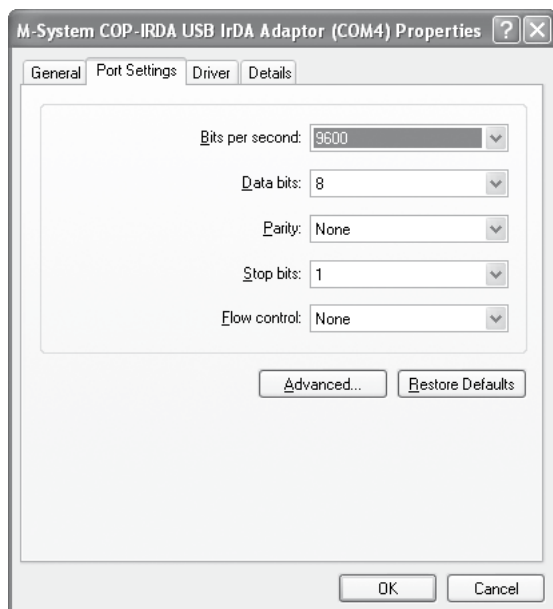 M-System COP-IRDA USB IrDA Adaptor (COM4) Properties ? X
General Port Settings Driver Details
Bits per second: 9600
Data bits: 8
Parity: None
Stop bits: 1
Flow control: None
Advanced... Restore Defaults
OK Cancel